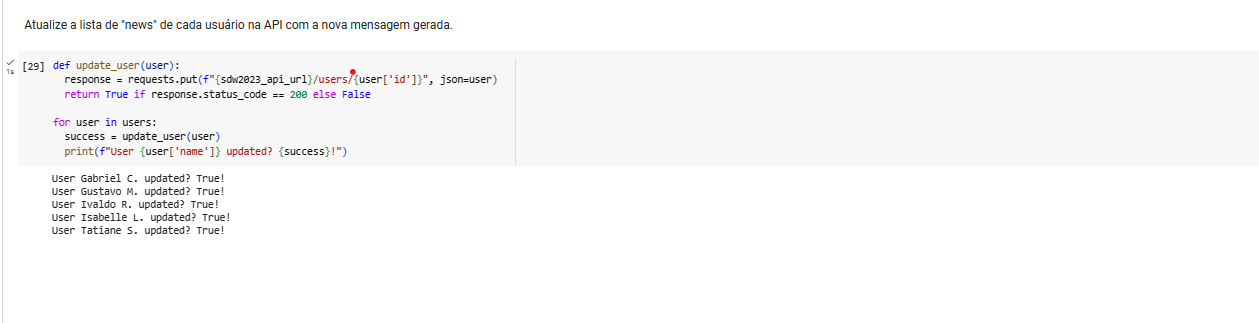 Atualize a lista de "news" de cada usuário na API com a nova mensagem gerada.
[29] def update_user(user):
1s response = requests.put(f"{sdw2023_api_url}/users/{user['id']}", json=user)
return True if response.status_code == 200 else False
for user in users:
success = update_user(user)
print(f"User {user['name']} updated? {success}!")
User Gabriel C. updated? True!
User Gustavo M. updated? True!
User Ivaldo R. updated? True!
User Isabelle L. updated? True!
User Tatiane S. updated? True!